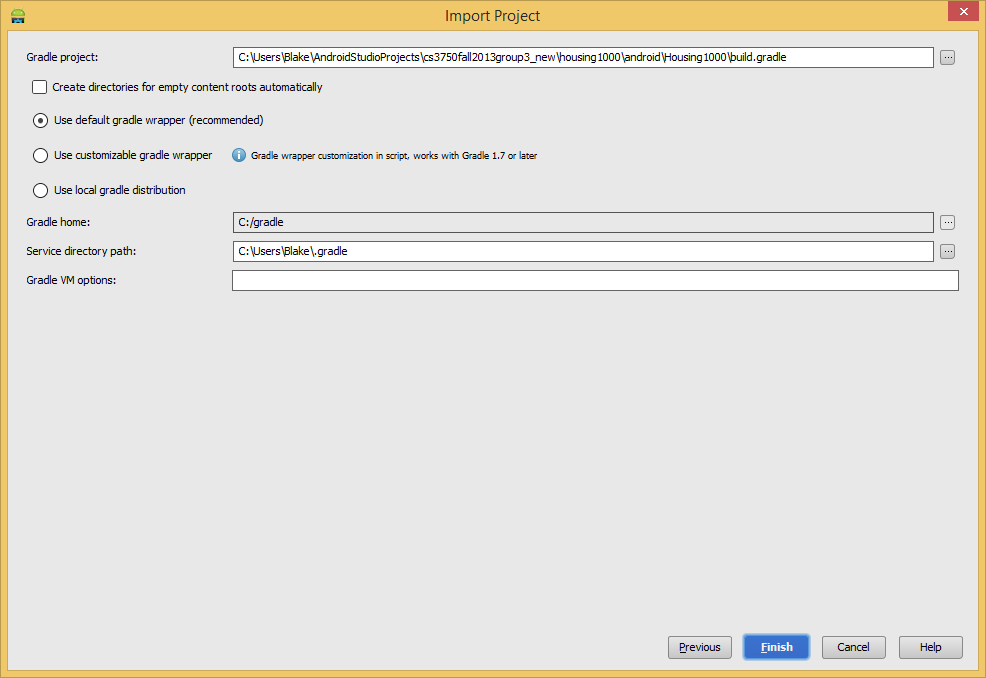 Import Project
Gradle project: C:\Users\Blake\AndroidStudioProjects\cs3750fall2013group3_new\housing1000\android\Housing1000\build.gradle ...
Create directories for empty content roots automatically
Use default gradle wrapper (recommended)
Use customizable gradle wrapper Gradle wrapper customization in script, works with Gradle 1.7 or later
Use local gradle distribution
Gradle home: C:/gradle ...
Service directory path: C:\Users\Blake\.gradle ...
Gradle VM options:
Previous Finish Cancel Help